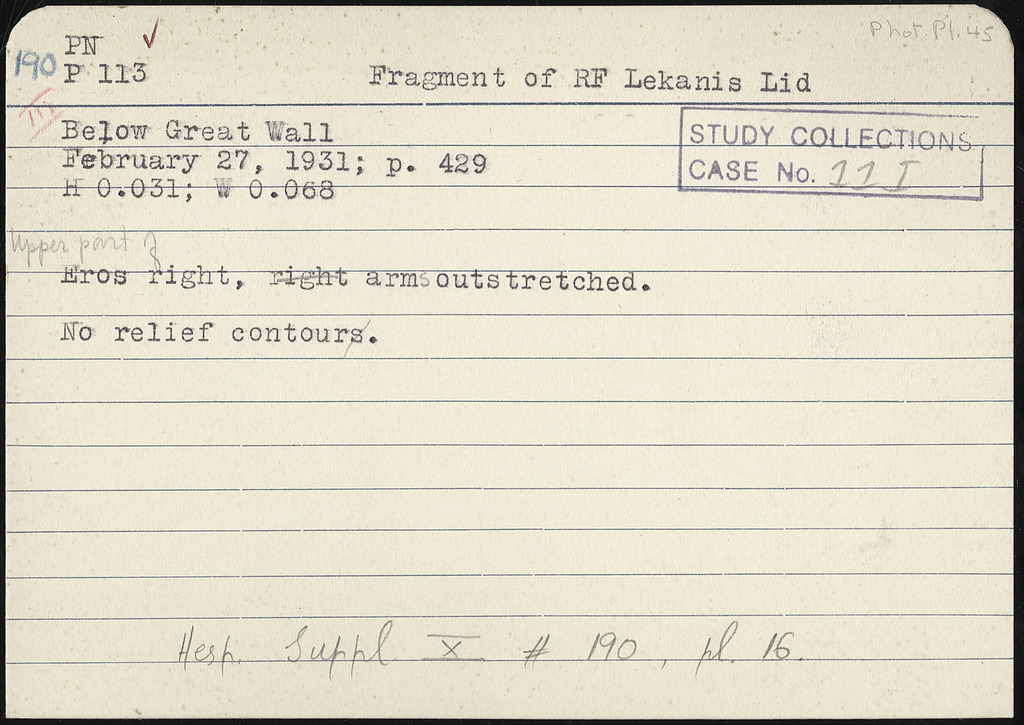 PN ✓
Phot. Pl. 45
190 P 113 Fragment of RF Lekanis Lid
III
Below Great Wall
February 27, 1931; p. 429
H 0.031; W 0.068
STUDY COLLECTIONS
CASE No. 11 I
Upper part of
Eros right, right arms outstretched.
No relief contours.
Hesp. Suppl. X # 190, pl. 16.